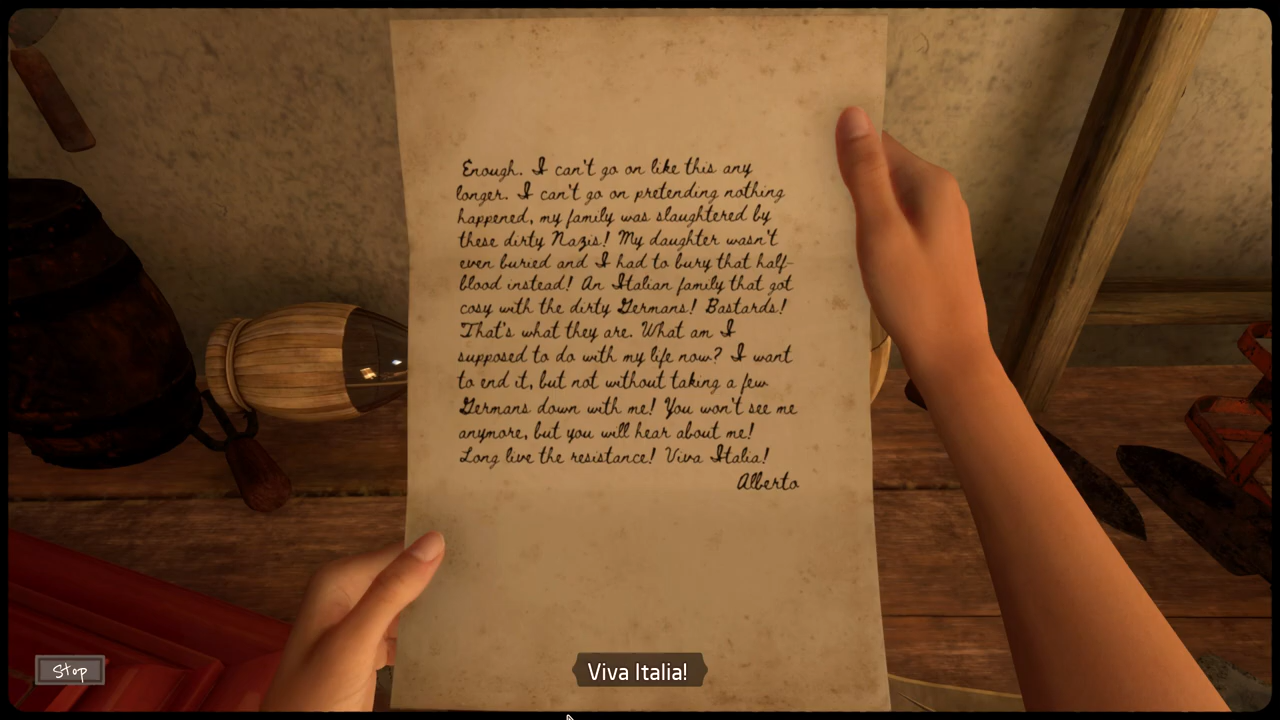 Enough. I can't go on like this any
longer. I can't go on pretending nothing
happened, my family was slaughtered by
these dirty Nazis! My daughter wasn't
even buried and I had to bury that half-
blood instead! An Italian family that got
cosy with the dirty Germans! Bastards!
That's what they are. What am I
supposed to do with my life now? I want
to end it, but not without taking a few
Germans down with me! You won't see me
anymore, but you will hear about me!
Long live the resistance! Viva Italia!
Alberto
Stop
Viva Italia!